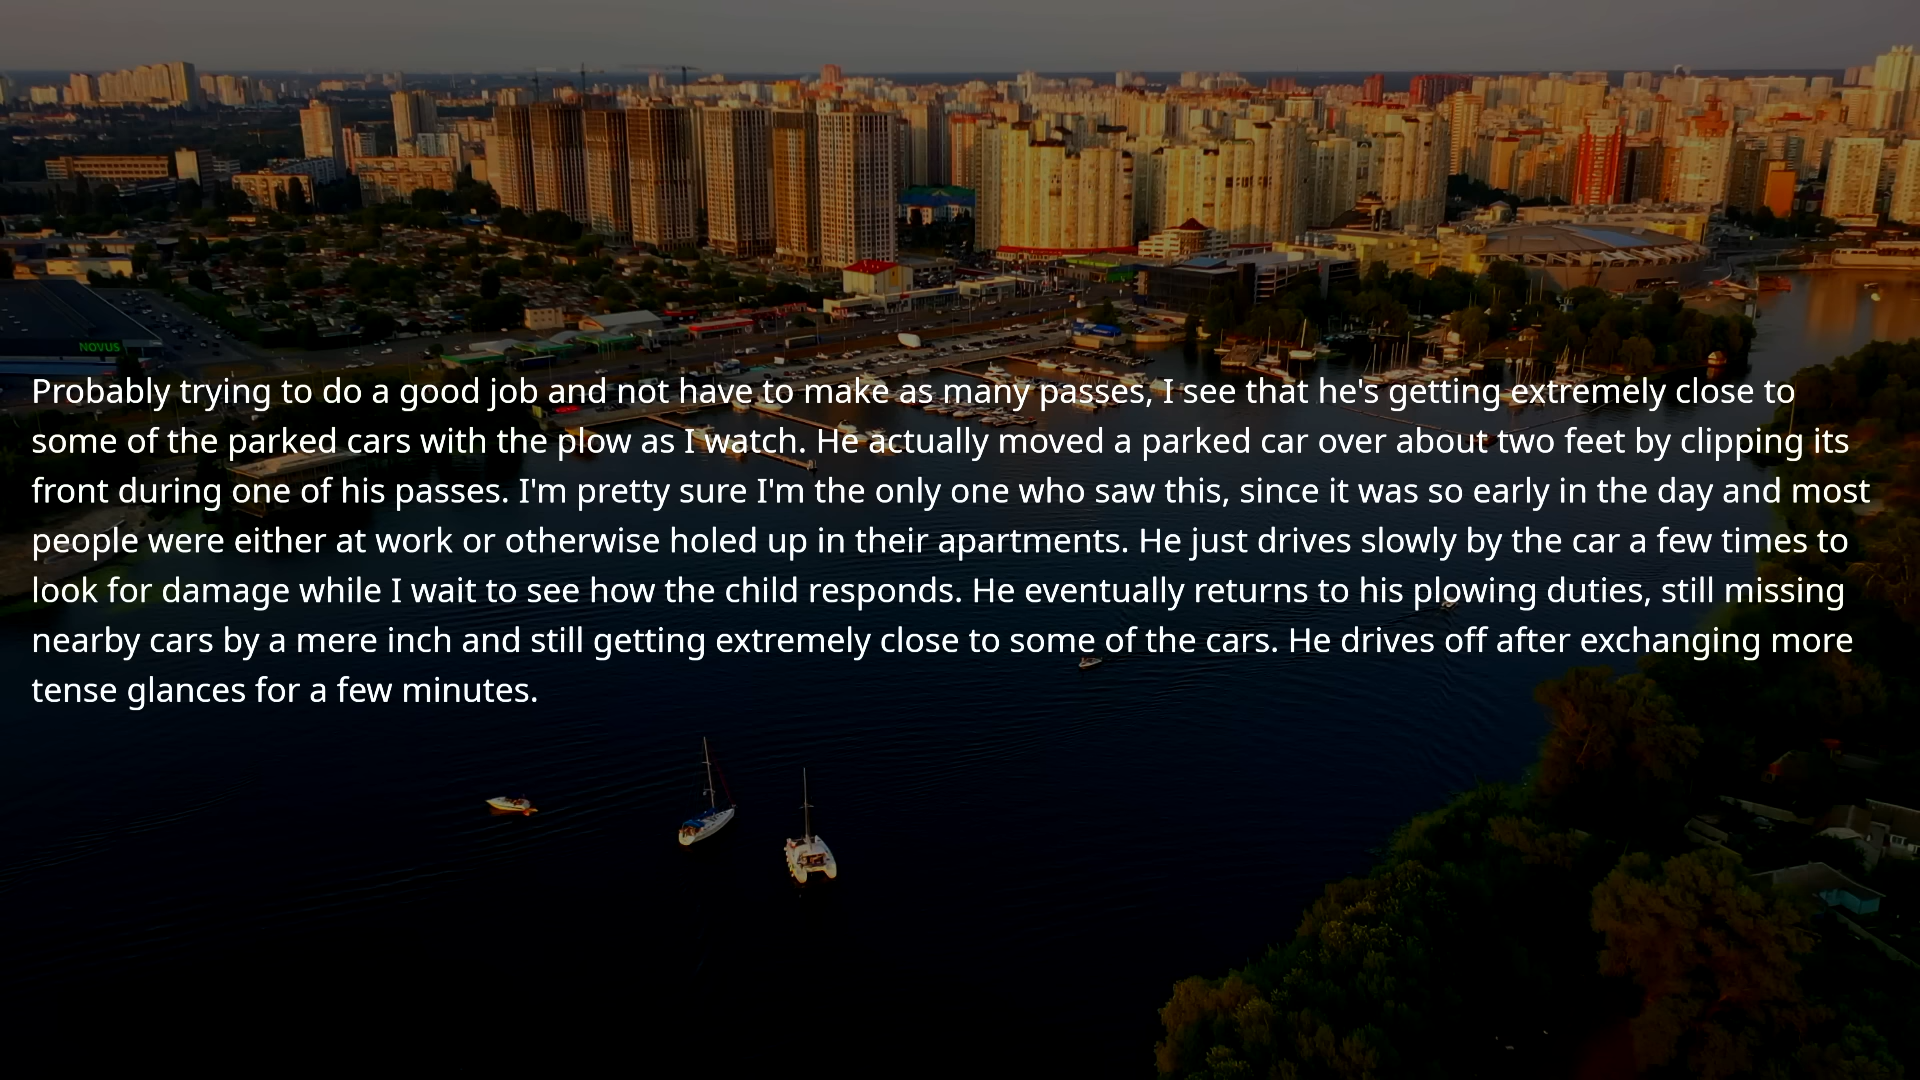 NOVUS
Probably trying to do a good job and not have to make as many passes, I see that he's getting extremely close to
some of the parked cars with the plow as I watch. He actually moved a parked car over about two feet by clipping its
front during one of his passes. I'm pretty sure I'm the only one who saw this, since it was so early in the day and most
people were either at work or otherwise holed up in their apartments. He just drives slowly by the car a few times to
look for damage while I wait to see how the child responds. He eventually returns to his plowing duties, still missing
nearby cars by a mere inch and still getting extremely close to some of the cars. He drives off after exchanging more
tense glances for a few minutes.